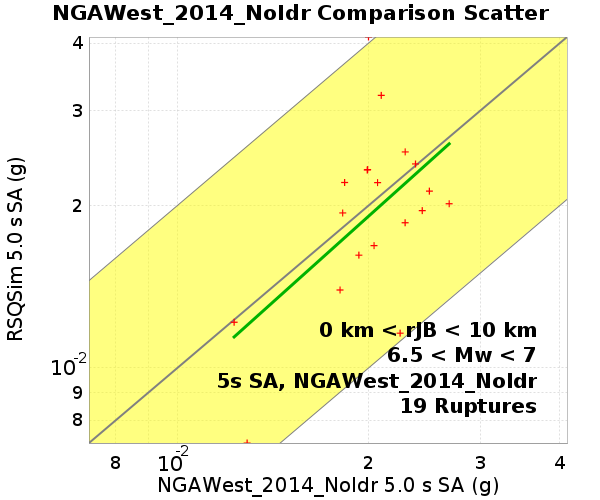 NGAWest_2014_NoIdr Comparison Scatter
4
3
2
10-2
9
8
RSQSim 5.0 s SA (g)
0 km < rJB < 10 km
6.5 < Mw < 7
5s SA, NGAWest_2014_NoIdr
19 Ruptures
8
10-2
2
3
4
NGAWest_2014_NoIdr 5.0 s SA (g)